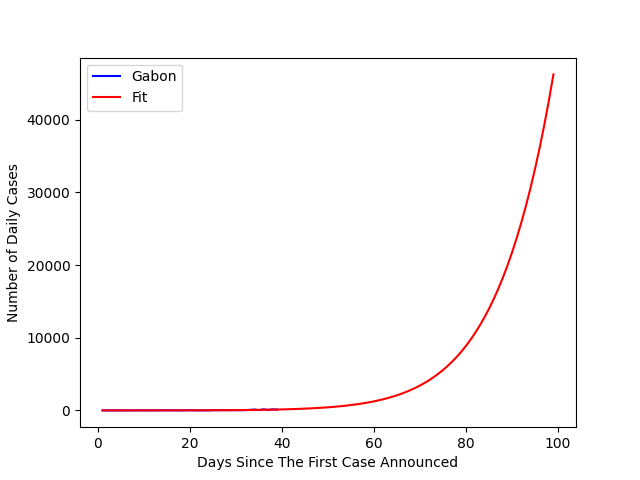 Gabon
Fit
Number of Daily Cases
40000
30000
20000
10000
0
0 20 40 60 80 100
Days Since The First Case Announced